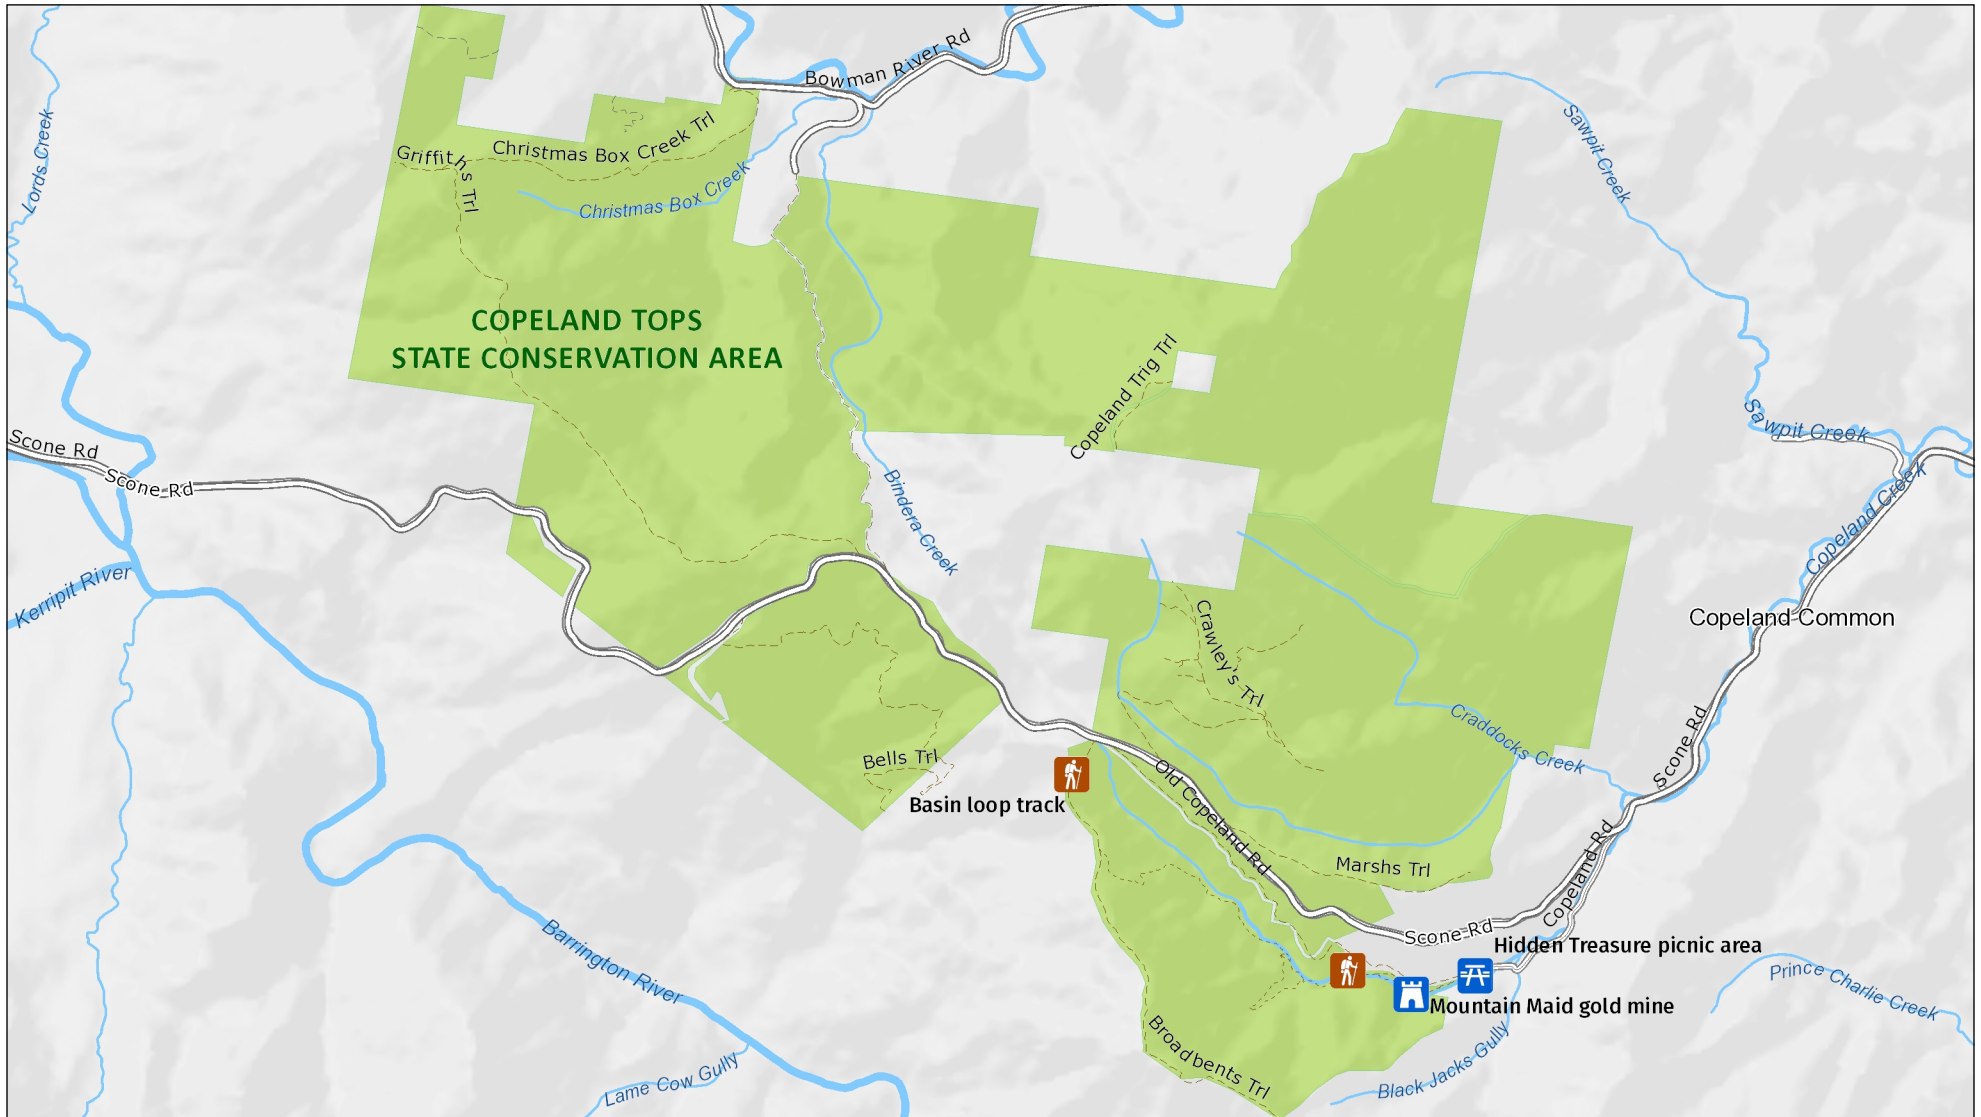 Bowman River Rd
Lords Creek
Christmas Box Creek Trl
Griffiths Trl
Christmas Box Creek
Sawpit Creek
COPELAND TOPS
STATE CONSERVATION AREA
Copeland Trig Trl
Sawpit Creek
Scone Rd
Scone Rd
Bindera Creek
Copeland Creek
Kerripit River
Copeland Common
Crawley's Trl
Craddocks Creek
Scone Rd
Bells Trl
Basin loop track
Old Copeland Rd
Marshs Trl
Copeland Rd
Scone Rd
Hidden Treasure picnic area
Barrington River
Prince Charlie Creek
Mountain Maid gold mine
Broadbents Trl
Black Jacks Gully
Lame Cow Gully